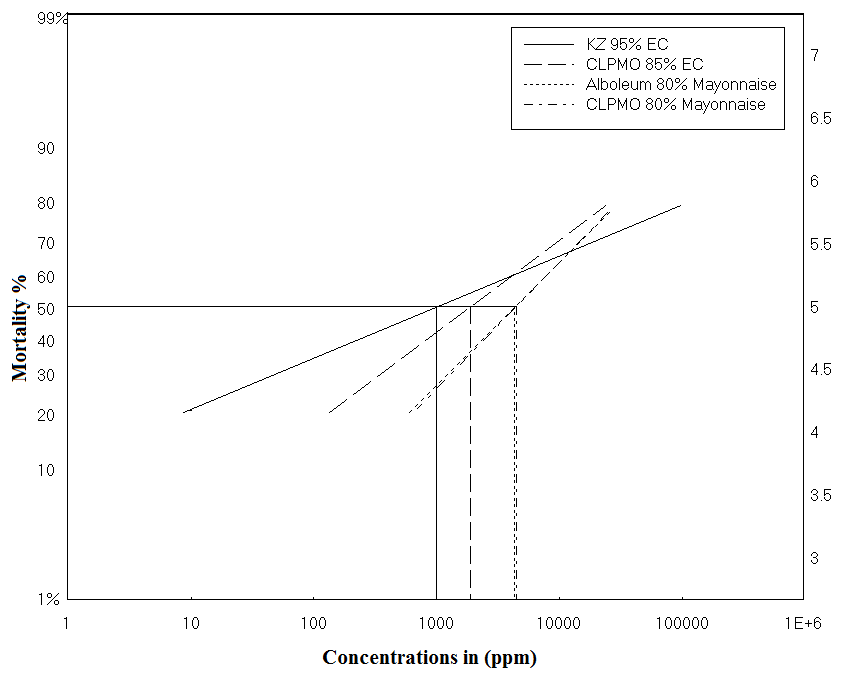 99%
90
80
70
60
50
40
30
20
10
1%
Mortality %
KZ 95% EC
CLPMO 85% EC
Alboleum 80% Mayonnaise
CLPMO 80% Mayonnaise
7
6.5
6
5.5
5
4.5
4
3.5
3
1 10 100 1000 10000 100000 1E+6
Concentrations in (ppm)